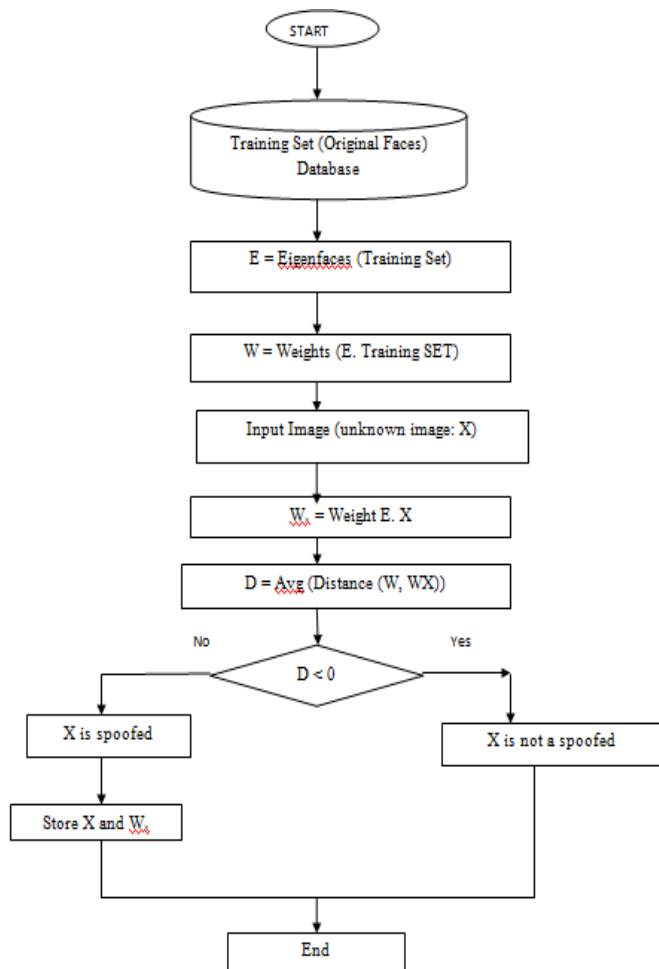 START
Training Set (Original Faces)
Database
E = Eigenfaces (Training Set)
W = Weights (E. Training SET)
Input Image (unknown image: X)
Wₓ = Weight E. X
D = Avg (Distance (W, WX))
No
Yes
D < 0
X is spoofed
X is not a spoofed
Store X and Wₓ
End